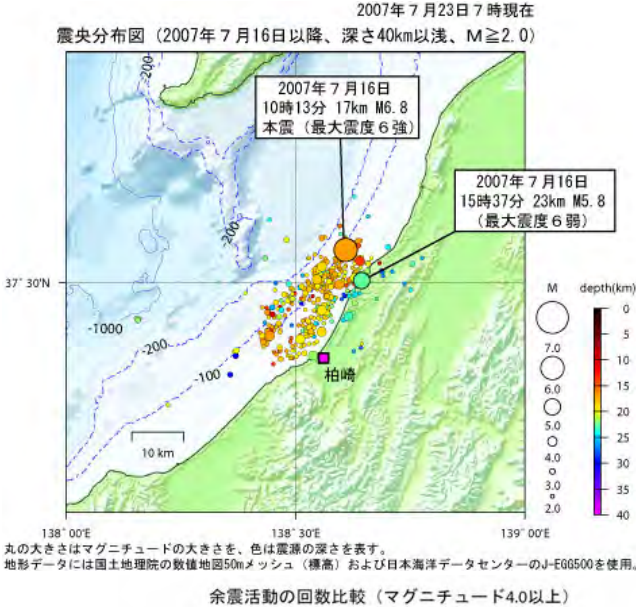 2007年7月23日7時現在
震央分布図（2007年7月16日以降、深さ40km以浅、M≧2.0）
2007年7月16日
10時13分 17km M6.8
本震（最大震度6強）
2007年7月16日
15時37分 23km M5.8
（最大震度6弱）
-200
-200
37°30'N
-1000
-200
-100
柏崎
10 km
M
7.0
6.0
5.0
4.0
3.0
2.0
depth(km)
0
5
10
15
20
25
30
35
40
138°00'E
138°30'E
139°00'E
丸の大きさはマグニチュードの大きさを、色は震源の深さを表す。
地形データには国土地理院の数値地図50mメッシュ（標高）および日本海洋データセンターのJ-EGG500を使用。
余震活動の回数比較（マグニチュード4.0以上）